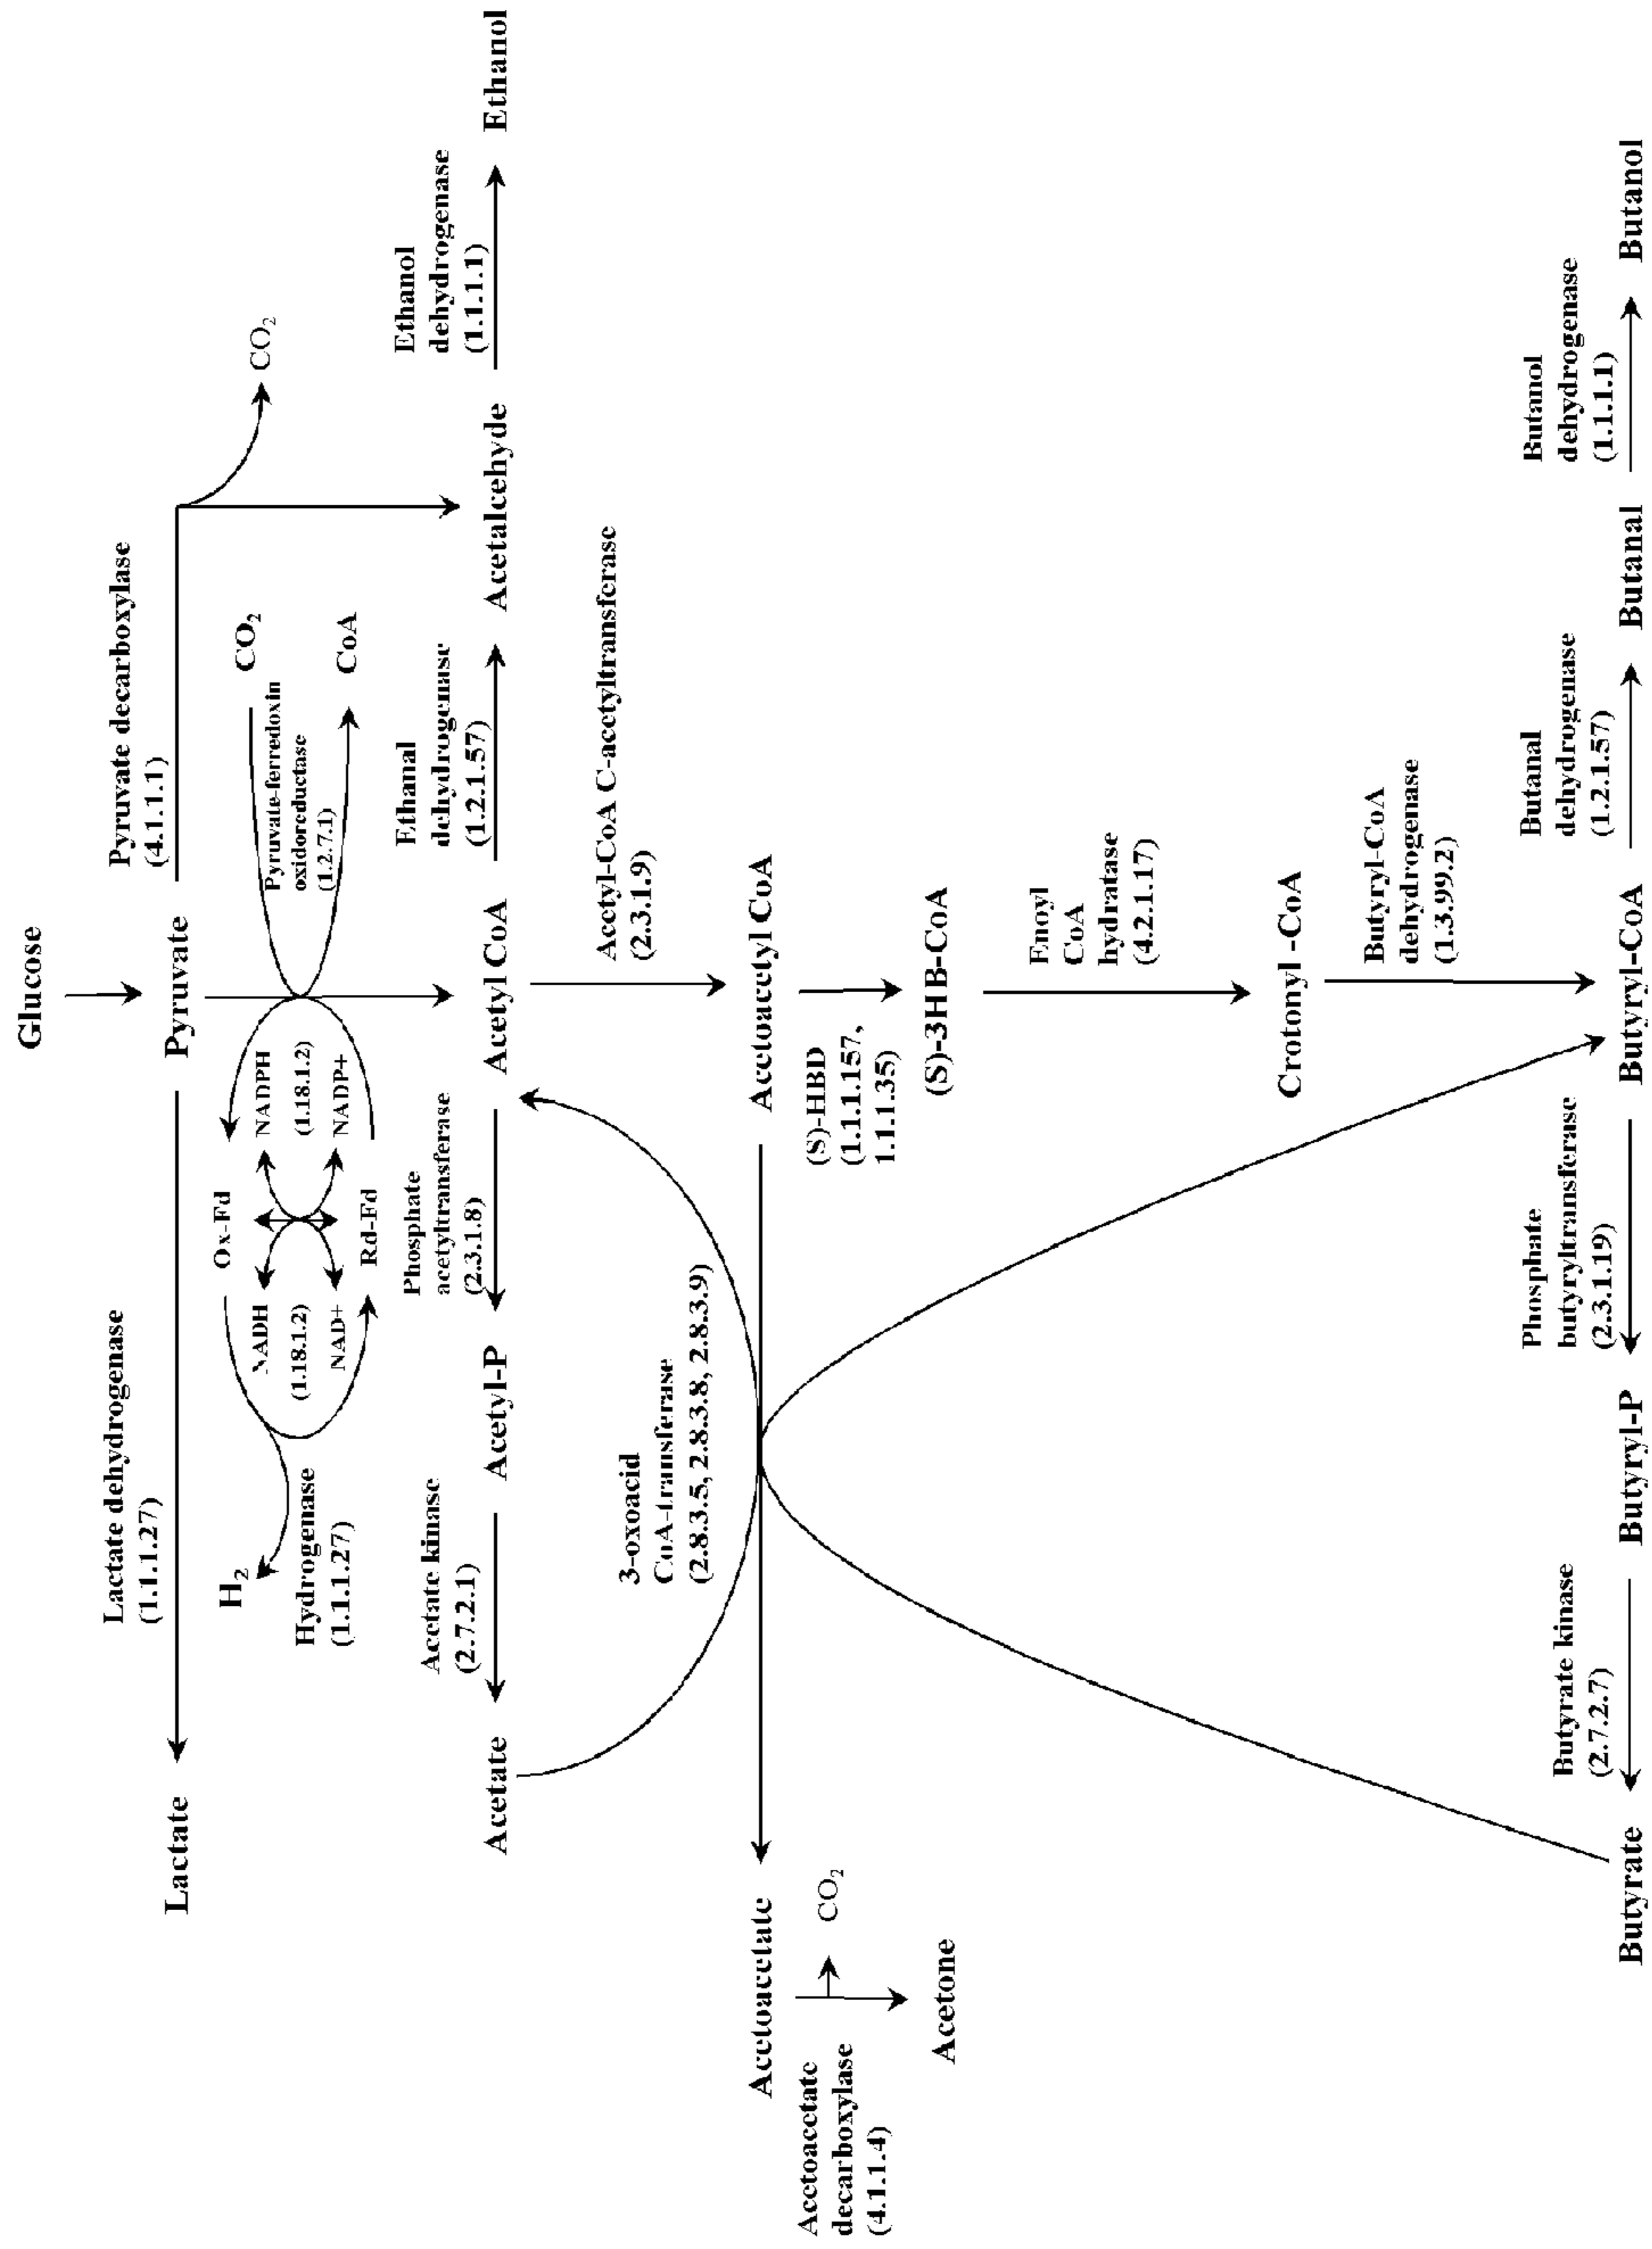 Glucose
Lactate
Lactate dehydrogenase
(1.1.1.27)
Pyruvate
Pyruvate decarboxylase
(4.1.1.1)
H2
Hydrogenase
(1.1.1.27)
Ox-Fd
NADH
(1.18.1.2)
NAD+
Rd-Fd
NADPH
(1.18.1.2)
NADP+
Pyruvate-ferredoxin
oxidoreductase
(1.2.7.1)
CO2
CoA
CO2
Acetate
Acetate kinase
(2.7.2.1)
Acetyl-P
Phosphate
acetyltransferase
(2.3.1.8)
Acetyl CoA
Ethanal
dehydrogenase
(1.2.1.57)
Acetalcehyde
Ethanol
dehydrogenase
(1.1.1.1)
Ethanol
3-oxoacid
CoA-transferase
(2.8.3.5, 2.8.3.8, 2.8.3.9)
Acetyl-CoA C-acetyltransferase
(2.3.1.9)
Acetoacetate
Acetoacetyl CoA
Acetoacetate
decarboxylase
(4.1.1.4)
CO2
Acetone
(S)-HBD
(1.1.1.157,
1.1.1.35)
(S)-3HB-CoA
Enoyl
CoA
hydratase
(4.2.1.17)
Crotonyl -CoA
Butyryl-CoA
dehydrogenase
(1.3.99.2)
Butyrate
Butyrate kinase
(2.7.2.7)
Butyryl-P
Phosphate
butyryltransferase
(2.3.1.19)
Butyryl-CoA
Butanal
dehydrogenase
(1.2.1.57)
Butanal
Butanol
dehydrogenase
(1.1.1.1)
Butanol